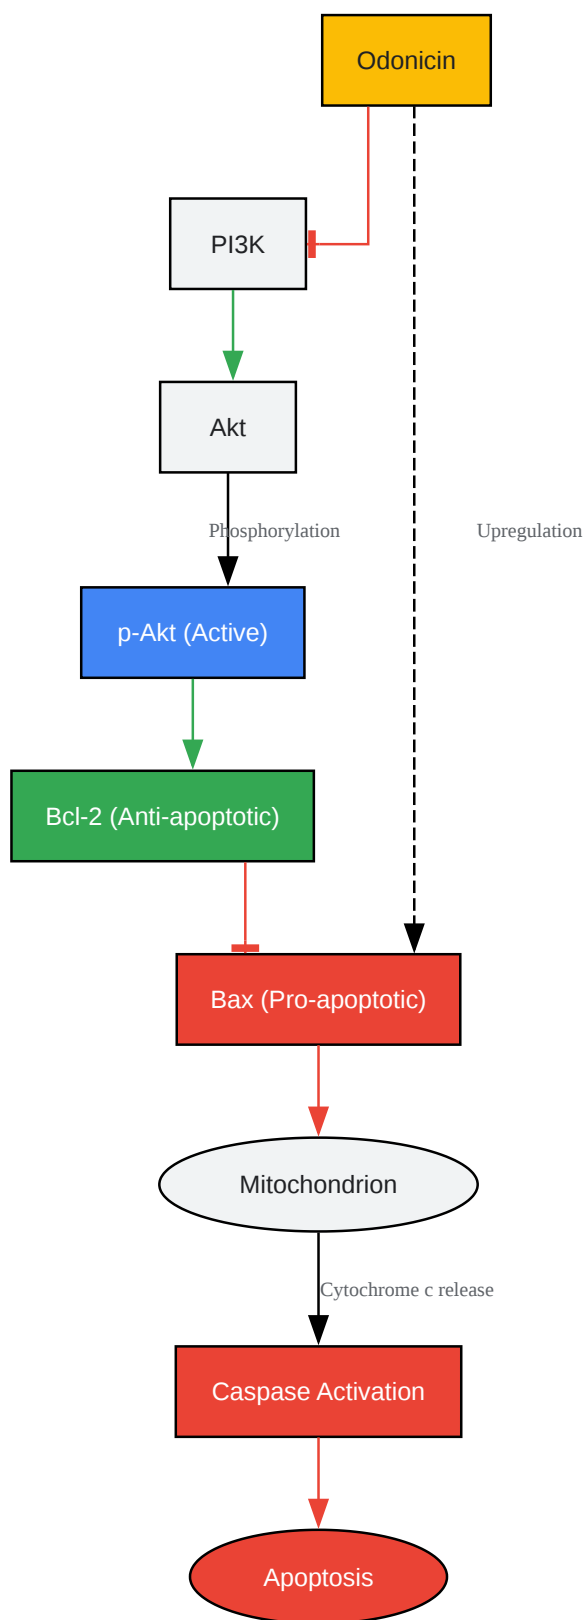 Odonicin
PI3K
Akt
Phosphorylation
Upregulation
p-Akt (Active)
Bcl-2 (Anti-apoptotic)
Bax (Pro-apoptotic)
Mitochondrion
Cytochrome c release
Caspase Activation
Apoptosis